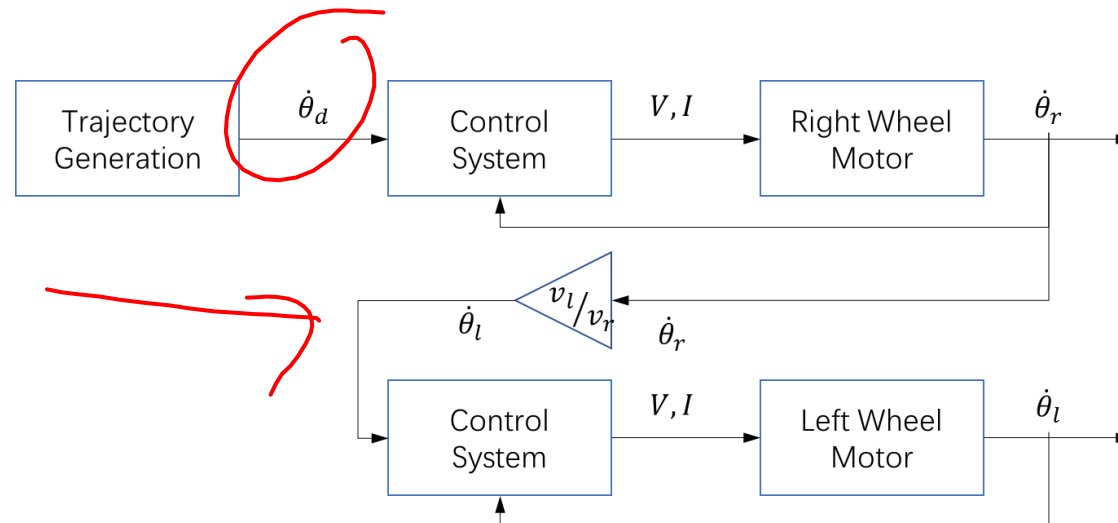 Trajectory
Generation
θ̇_d
Control
System
V, I
Right Wheel
Motor
θ̇_r
v_l/v_r
θ̇_l
θ̇_r
Control
System
V, I
Left Wheel
Motor
θ̇_l